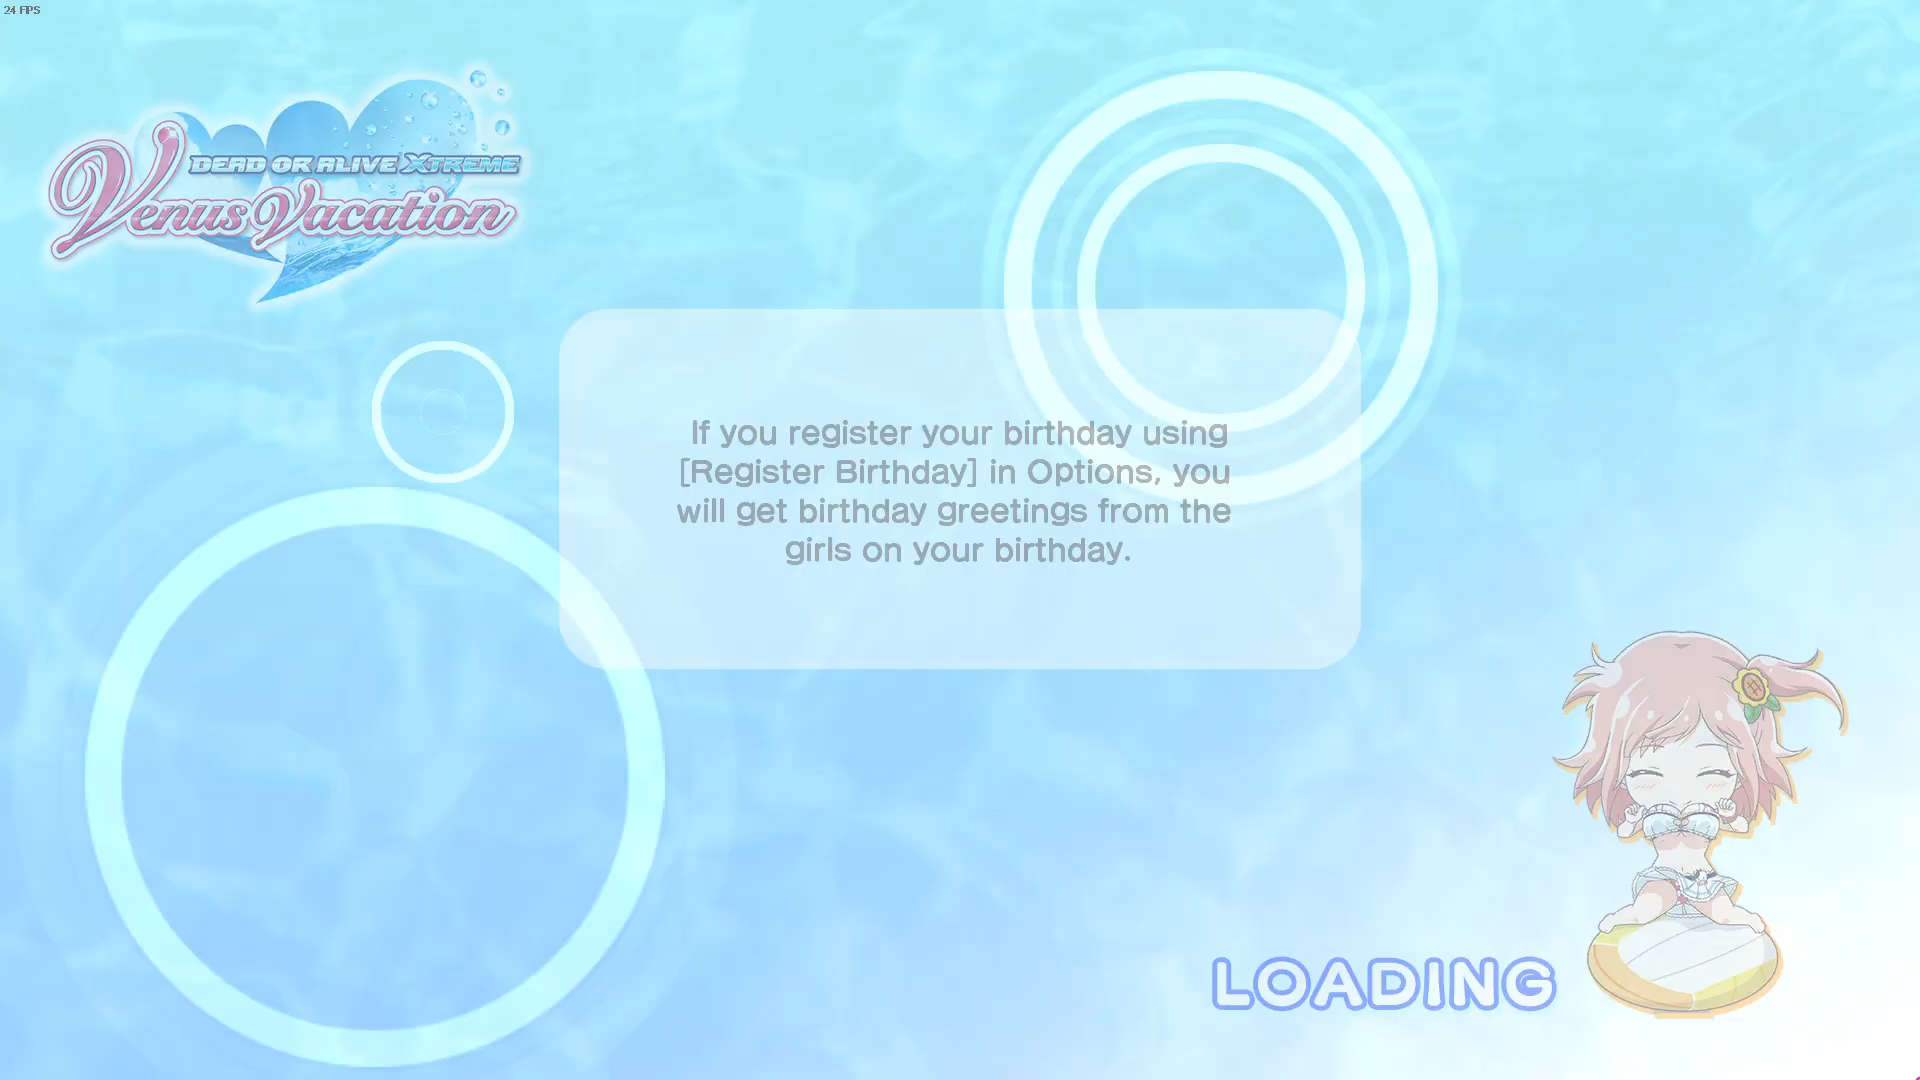 24 FPS
DEAD OR ALIVE XTREME
Venus Vacation
If you register your birthday using
[Register Birthday] in Options, you
will get birthday greetings from the
girls on your birthday.
LOADING